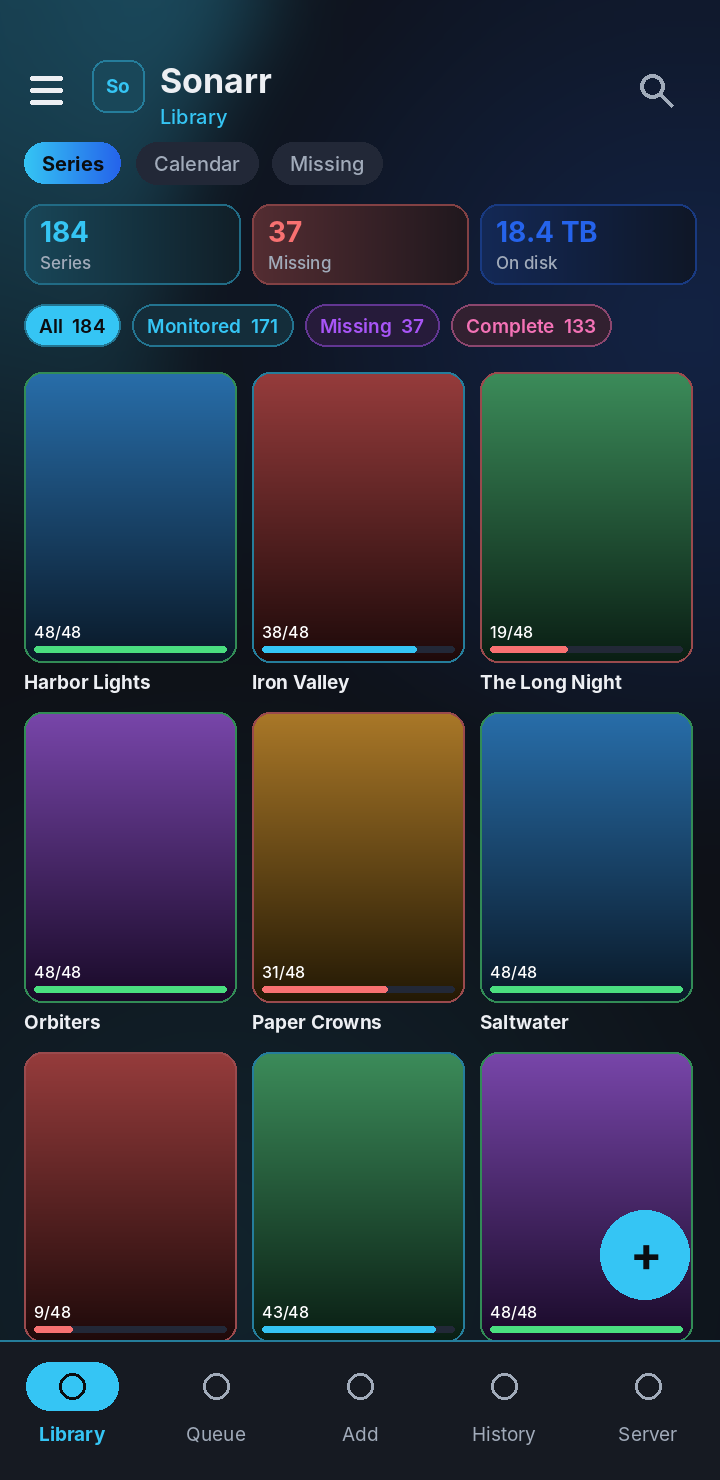 So
Sonarr
Library
Series
Calendar
Missing
184
Series
37
Missing
18.4 TB
On disk
All 184
Monitored 171
Missing 37
Complete 133
48/48
38/48
19/48
Harbor Lights
Iron Valley
The Long Night
48/48
31/48
48/48
Orbiters
Paper Crowns
Saltwater
9/48
43/48
48/48
+
Library
Queue
Add
History
Server